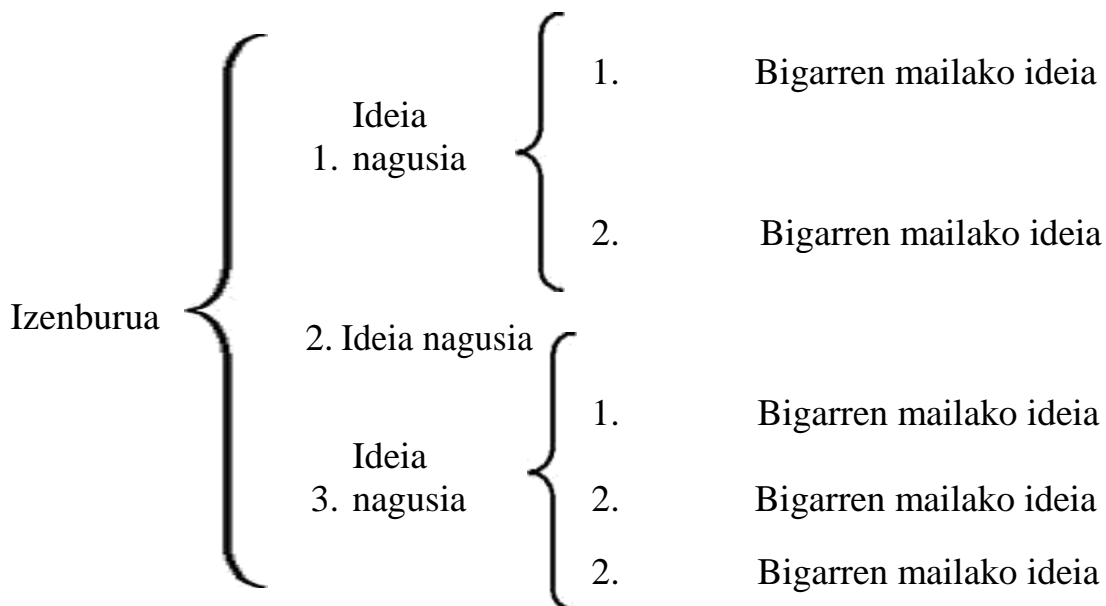 Izenburua
Ideia
1. nagusia
1. Bigarren mailako ideia
2. Bigarren mailako ideia
2. Ideia nagusia
Ideia
3. nagusia
1. Bigarren mailako ideia
2. Bigarren mailako ideia
2. Bigarren mailako ideia